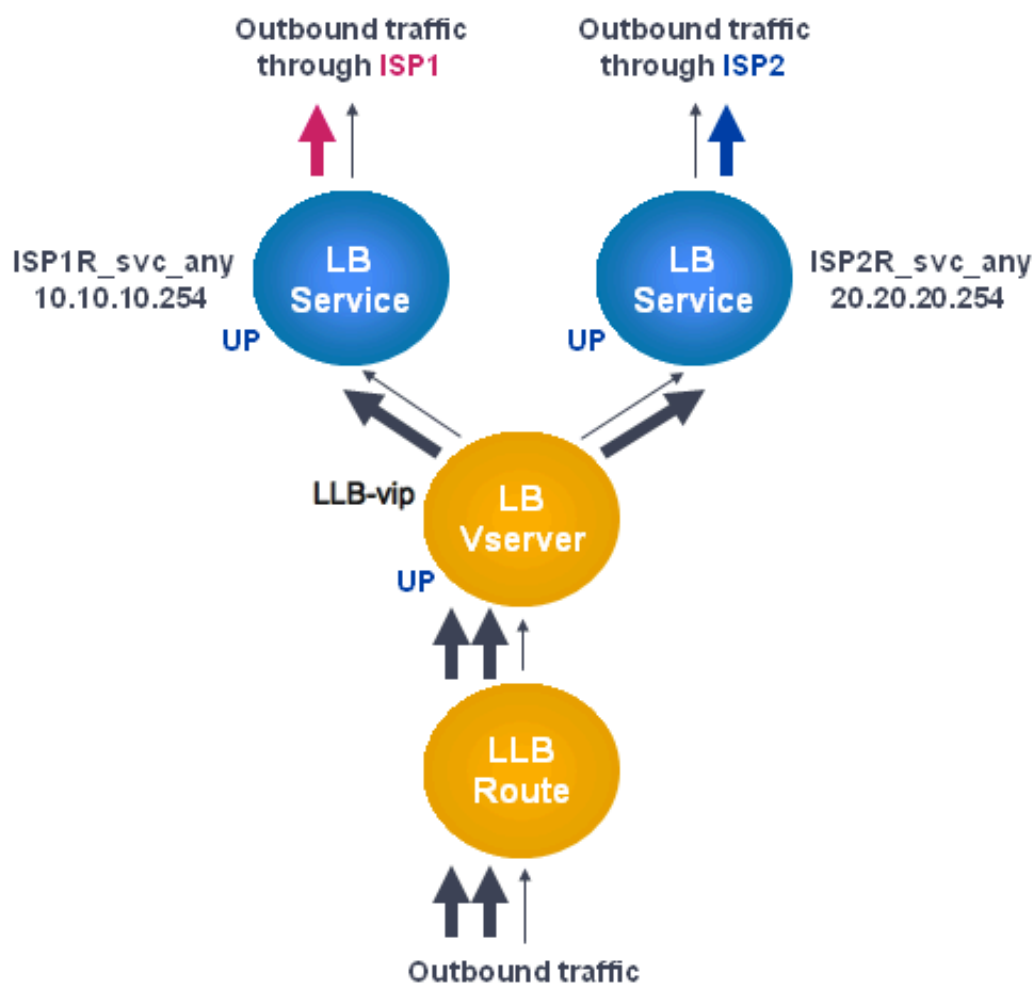 Outbound traffic
through ISP1
Outbound traffic
through ISP2
ISP1R_svc_any
10.10.10.254
LB
Service
UP
LB
Service
UP
ISP2R_svc_any
20.20.20.254
LLB-vip
LB
Vserver
UP
LLB
Route
Outbound traffic